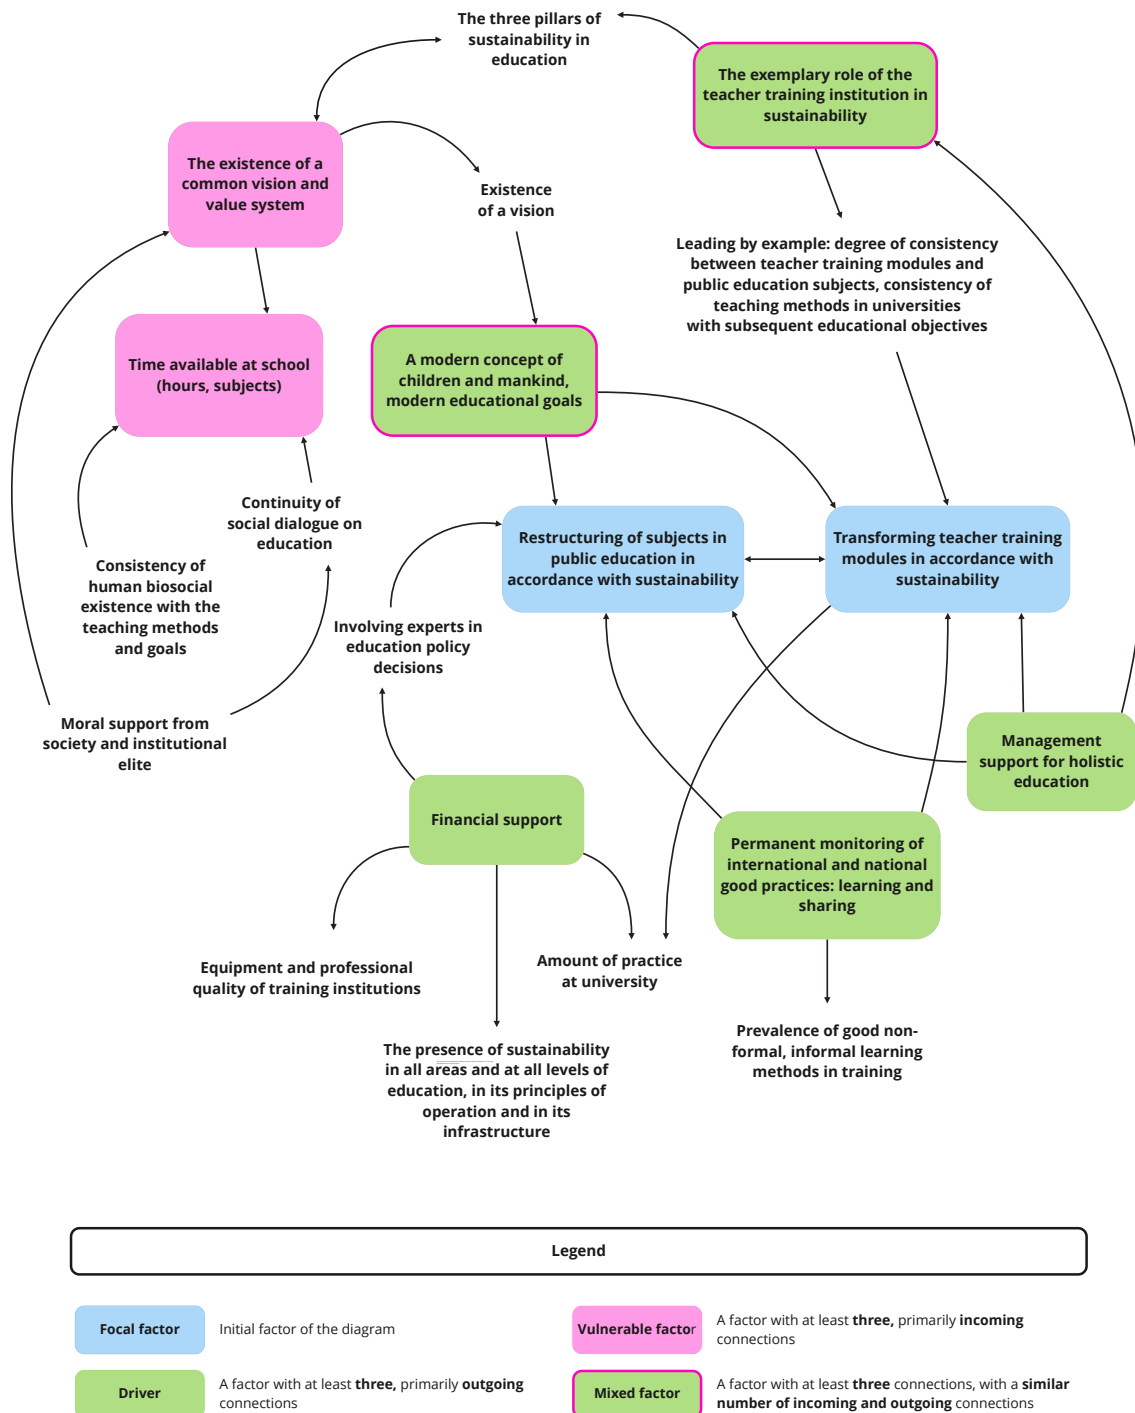 The three pillars of
sustainability in
education
The exemplary role of the
teacher training institution in
sustainability
The existence of a
common vision and
value system
Existence
of a vision
Leading by example: degree of consistency
between teacher training modules and
public education subjects, consistency of
teaching methods in universities
with subsequent educational objectives
Time available at school
(hours, subjects)
A modern concept of
children and mankind,
modern educational goals
Continuity of
social dialogue on
education
Restructuring of subjects in
public education in
accordance with sustainability
Transforming teacher training
modules in accordance with
sustainability
Consistency of
human biosocial
existence with the
teaching methods
and goals
Involving experts in
education policy
decisions
Moral support from
society and institutional
elite
Management
support for holistic
education
Financial support
Permanent monitoring of
international and national
good practices: learning and
sharing
Equipment and professional
quality of training institutions
Amount of practice
at university
Prevalence of good non-
formal, informal learning
methods in training
The presence of sustainability
in all areas and at all levels of
education, in its principles of
operation and in its
infrastructure
Legend
Focal factor
Initial factor of the diagram
Vulnerable factor
A factor with at least three, primarily incoming
connections
Driver
A factor with at least three, primarily outgoing
connections
Mixed factor
A factor with at least three connections, with a similar
number of incoming and outgoing connections